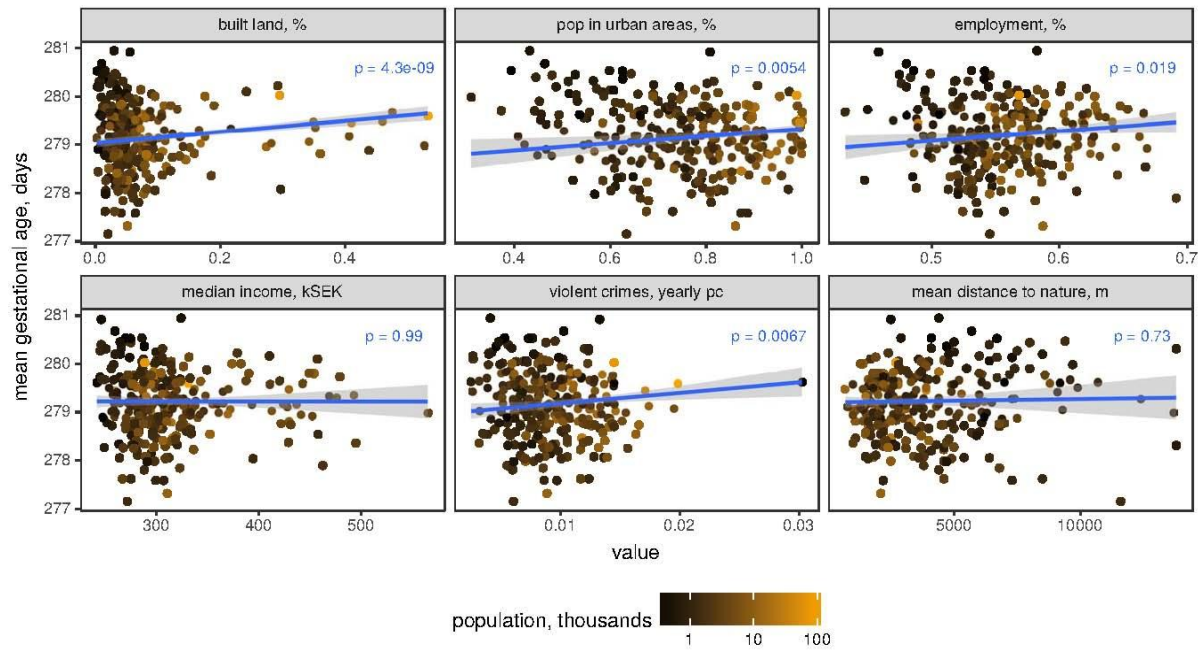 built land, %
pop in urban areas, %
employment, %
281
280
279
278
277
p = 4.3e-09
p = 0.0054
p = 0.019
0.0
0.2
0.4
0.4
0.6
0.8
1.0
0.5
0.6
0.7
mean gestational age, days
median income, kSEK
violent crimes, yearly pc
mean distance to nature, m
281
280
279
278
277
p = 0.99
p = 0.0067
p = 0.73
300
400
500
0.01
0.02
0.03
5000
10000
value
population, thousands
1
10
100